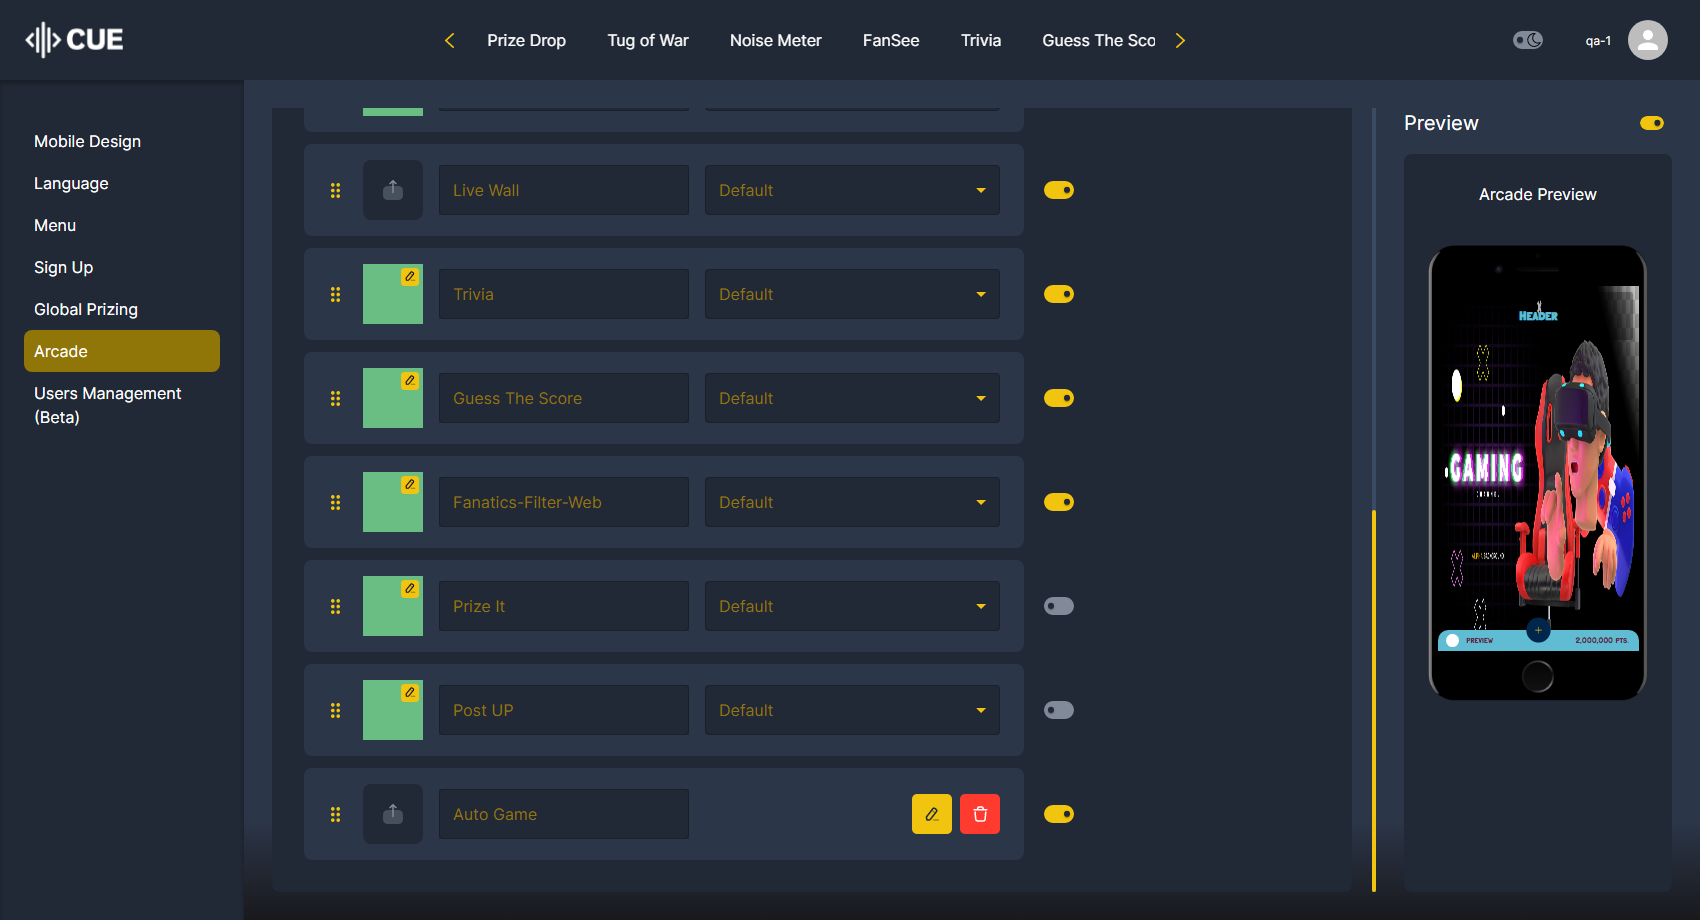 CUE
Prize Drop
Tug of War
Noise Meter
FanSee
Trivia
Guess The Sco
qa-1
Mobile Design
Language
Menu
Sign Up
Global Prizing
Arcade
Users Management
(Beta)
Live Wall
Default
Trivia
Default
Guess The Score
Default
Fanatics-Filter-Web
Default
Prize It
Default
Post UP
Default
Auto Game
Preview
Arcade Preview
HEADER
GAMING
PREVIEW
2,000,000 PTS.